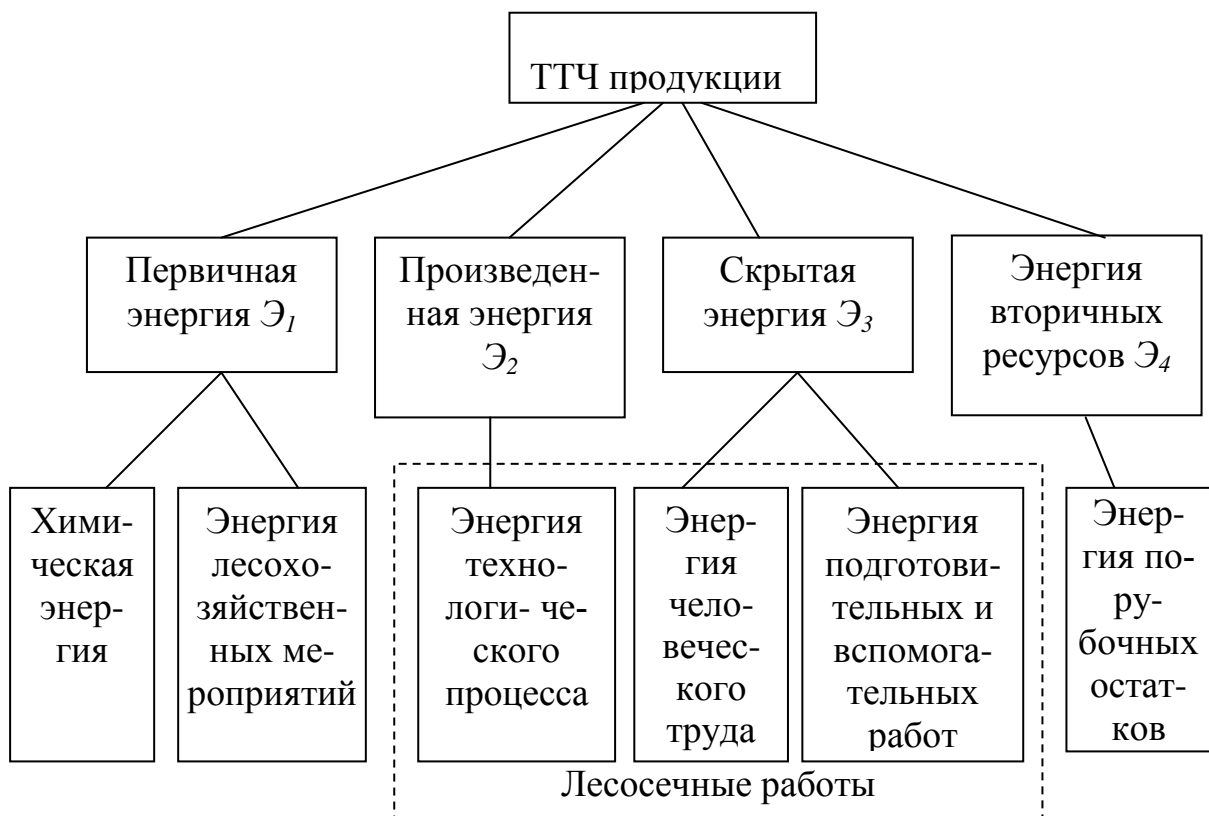 ТТЧ продукции
Первичная
энергия Э1
Произведен-
ная энергия
Э2
Скрытая
энергия Э3
Энергия
вторичных
ресурсов Э4
Хими-
ческая
энер-
гия
Энергия
лесохо-
зяйствен-
ных ме-
роприятий
Энергия
техно-
логи- че-
ского
процесса
Энер-
гия
чело-
вечес-
кого
труда
Энергия
подготови-
тельных и
вспомога-
тельных
работ
Энер-
гия по-
ру-
бочных
остат-
ков
Лесосечные работы